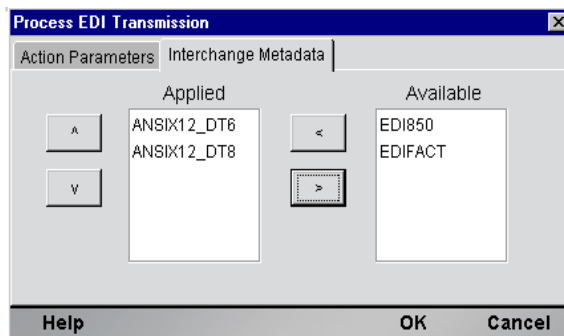 Process EDI Transmission
Action Parameters Interchange Metadata
Applied Available
^ ANSIX12_DT6 < EDI850
ANSIX12_DT8 EDIFACT
v >
Help OK Cancel